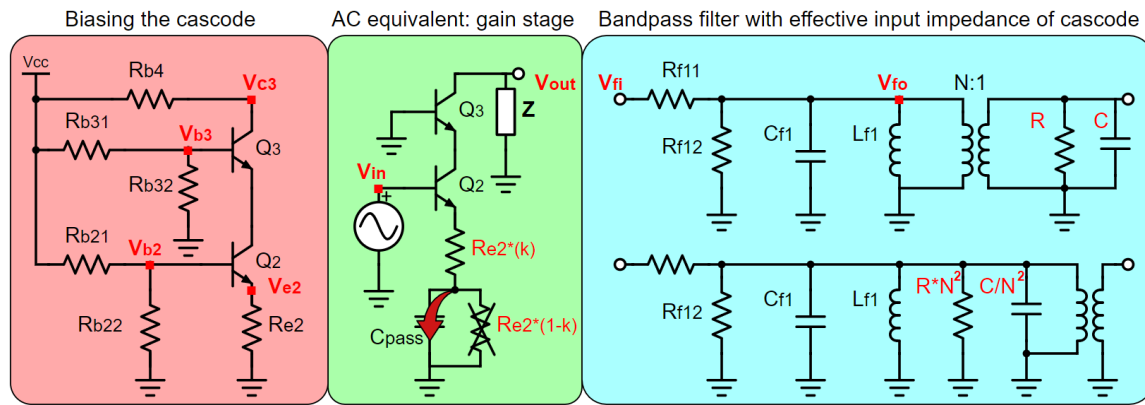 Biasing the cascode
AC equivalent: gain stage
Bandpass filter with effective input impedance of cascode
Vcc
Rb4
Vc3
Rb31
Vb3
Q3
Rb32
Rb21
Vb2
Q2
Ve2
Rb22
Re2
Vout
Q3
Z
Vin
+
Q2
Re2*(k)
Cpass
Re2*(1-k)
Vfi
Rf11
Vfo
N:1
Rf12
Cf1
Lf1
R
C
Rf12
Cf1
Lf1
R*N²
C/N²